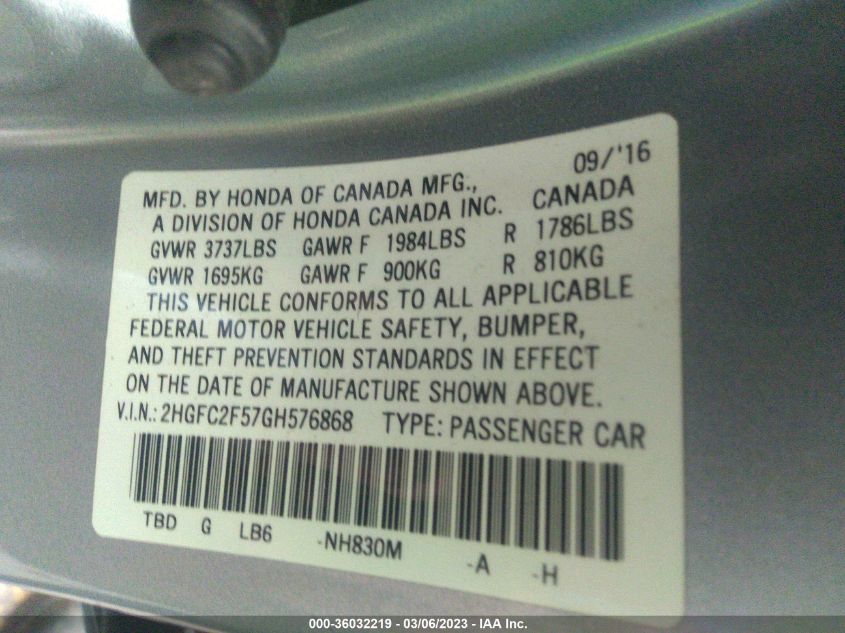 09/'16
MFD. BY HONDA OF CANADA MFG., CANADA
A DIVISION OF HONDA CANADA INC.
GVWR 3737LBS GAWR F 1984LBS R 1786LBS
GVWR 1695KG GAWR F 900KG R 810KG
THIS VEHICLE CONFORMS TO ALL APPLICABLE
FEDERAL MOTOR VEHICLE SAFETY, BUMPER,
AND THEFT PREVENTION STANDARDS IN EFFECT
ON THE DATE OF MANUFACTURE SHOWN ABOVE.
V.I.N.: 2HGFC2F57GH576868 TYPE: PASSENGER CAR
TBD G LB6 -NH830M -A -H
000-36032219 - 03/06/2023 - IAA Inc.